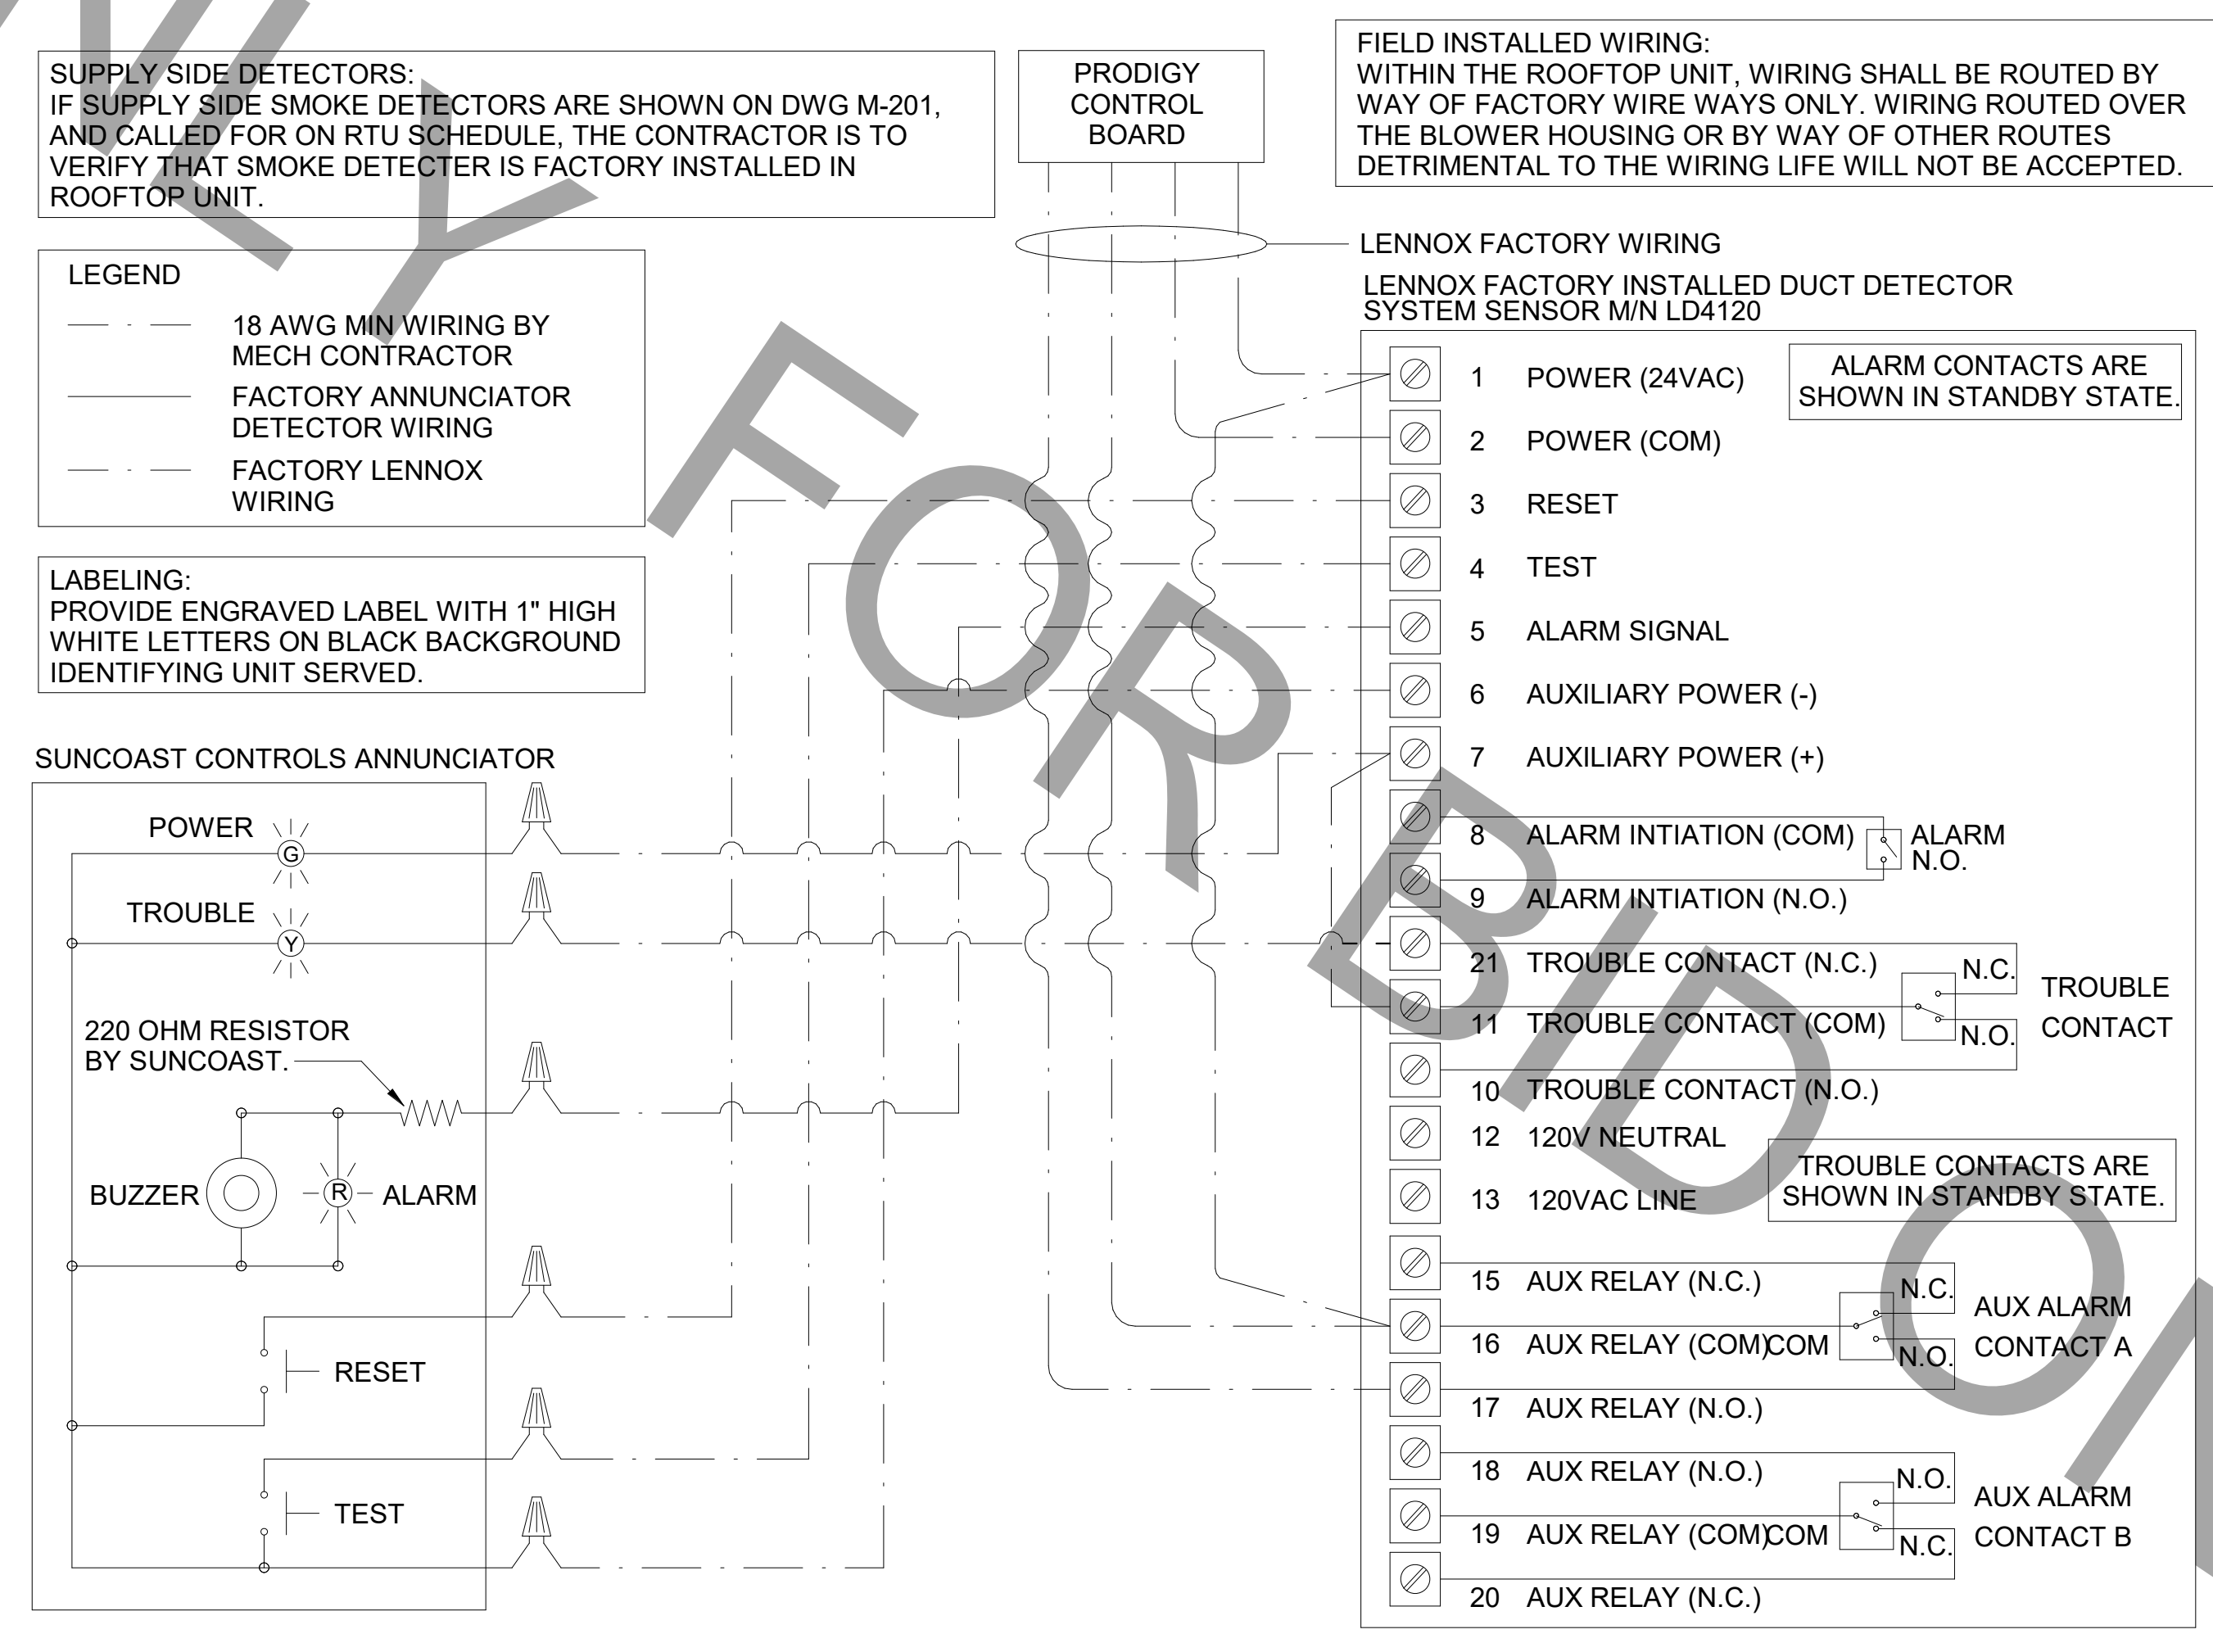 SUPPLY SIDE DETECTORS:
IF SUPPLY SIDE SMOKE DETECTORS ARE SHOWN ON DWG M-201,
AND CALLED FOR ON RTU SCHEDULE, THE CONTRACTOR IS TO
VERIFY THAT SMOKE DETECTER IS FACTORY INSTALLED IN
ROOFTOP UNIT.
PRODIGY
CONTROL
BOARD
FIELD INSTALLED WIRING:
WITHIN THE ROOFTOP UNIT, WIRING SHALL BE ROUTED BY
WAY OF FACTORY WIRE WAYS ONLY. WIRING ROUTED OVER
THE BLOWER HOUSING OR BY WAY OF OTHER ROUTES
DETRIMENTAL TO THE WIRING LIFE WILL NOT BE ACCEPTED.
LENNOX FACTORY WIRING
LEGEND
18 AWG MIN WIRING BY
MECH CONTRACTOR
FACTORY ANNUNCIATOR
DETECTOR WIRING
FACTORY LENNOX
WIRING
LABELING:
PROVIDE ENGRAVED LABEL WITH 1" HIGH
WHITE LETTERS ON BLACK BACKGROUND
IDENTIFYING UNIT SERVED.
SUNCOAST CONTROLS ANNUNCIATOR
POWER
G
TROUBLE
Y
220 OHM RESISTOR
BY SUNCOAST.
BUZZER
R
ALARM
RESET
TEST
LENNOX FACTORY INSTALLED DUCT DETECTOR
SYSTEM SENSOR M/N LD4120
1 POWER (24VAC)
ALARM CONTACTS ARE
SHOWN IN STANDBY STATE.
2 POWER (COM)
3 RESET
4 TEST
5 ALARM SIGNAL
6 AUXILIARY POWER (-)
7 AUXILIARY POWER (+)
8 ALARM INTIATION (COM)
ALARM
N.O.
9 ALARM INTIATION (N.O.)
21 TROUBLE CONTACT (N.C.)
N.C.
TROUBLE
CONTACT
11 TROUBLE CONTACT (COM)
N.O.
10 TROUBLE CONTACT (N.O.)
12 120V NEUTRAL
13 120VAC LINE
TROUBLE CONTACTS ARE
SHOWN IN STANDBY STATE.
15 AUX RELAY (N.C.)
N.C.
AUX ALARM
CONTACT A
16 AUX RELAY (COM)
COM
N.O.
17 AUX RELAY (N.O.)
18 AUX RELAY (N.O.)
N.O.
AUX ALARM
CONTACT B
19 AUX RELAY (COM)
COM
N.C.
20 AUX RELAY (N.C.)
NLY FOR BID ON